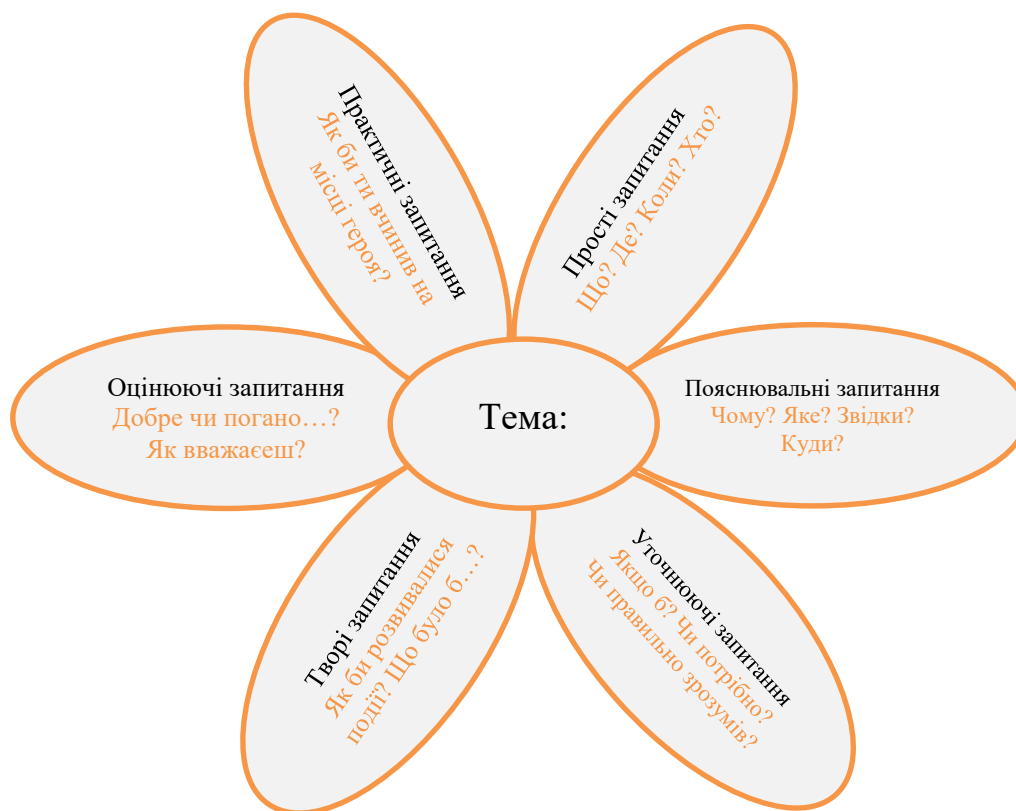 Практичні запитання
Як би ти вчинив на
місці героя?
Прості запитання
Що? Де? Коли? Хто?
Оцінюючі запитання
Добре чи погано…?
Як вважаєеш?
Тема:
Пояснювальні запитання
Чому? Яке? Звідки?
Куди?
Творі запитання
Як би розвивалися
події? Що було б…?
Уточнюючі запитання
Якщо б? Чи потрібно?
Чи правильно зрозумів?